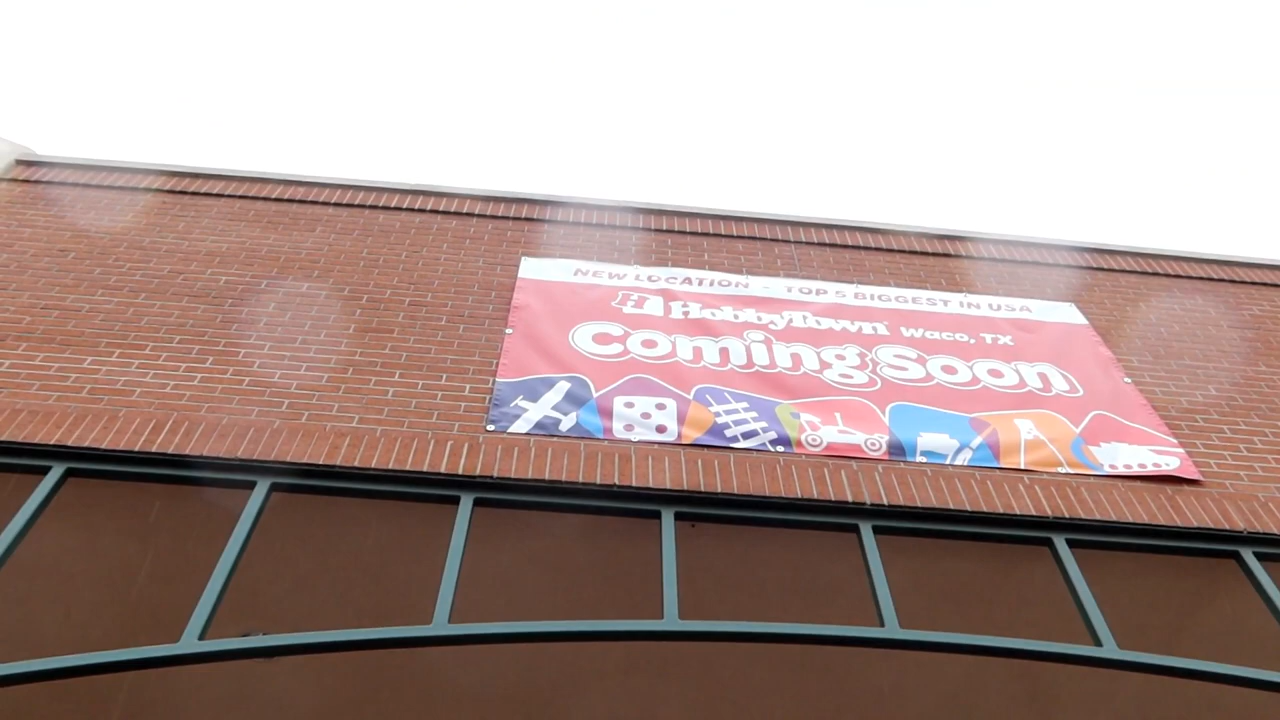 NEW LOCATION - TOP 5 BIGGEST IN USA
H HobbyTown Waco, TX
Coming Soon